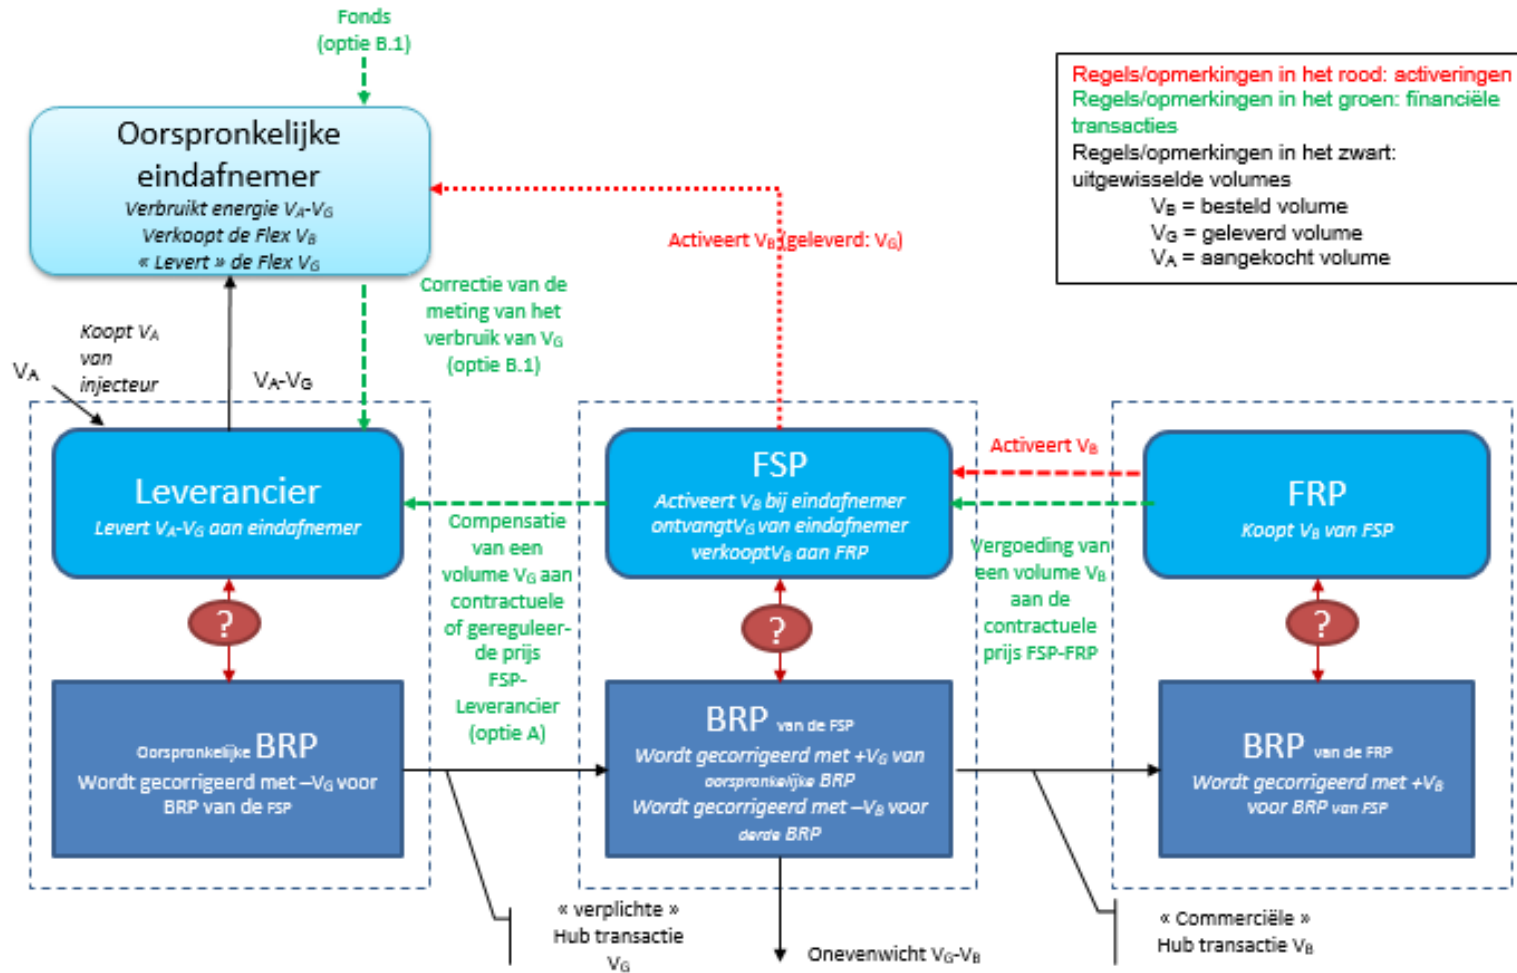 Fonds
(optie B.1)
Regels/opmerkingen in het rood: activeringen
Regels/opmerkingen in het groen: financiële
transacties
Regels/opmerkingen in het zwart:
uitgewisselde volumes
VB = besteld volume
VG = geleverd volume
VA = aangekocht volume
Oorspronkelijke
eindafnemer
Verbruikt energie VA-VG
Verkoopt de Flex VB
« Levert » de Flex VG
Activeert VB (geleverd: VG)
Correctie van de
meting van het
verbruik van VG
(optie B.1)
Koopt VA
van
injecteur
VA
VA-VG
Leverancier
Levert VA-VG aan eindafnemer
FSP
Activeert VB bij eindafnemer
ontvangtVG van eindafnemer
verkooptVB aan FRP
Activeert VB
FRP
Koopt VB van FSP
Compensatie
van een
volume VG aan
contractuele
of gereguleer-
de prijs
FSP-
Leverancier
(optie A)
Vergoeding van
een volume VB
aan de
contractuele
prijs FSP-FRP
?
?
?
Oorspronkelijke BRP
Wordt gecorrigeerd met –VG voor
BRP van de FSP
BRP van de FSP
Wordt gecorrigeerd met +VG van
oorspronkelijke BRP
Wordt gecorrigeerd met –VB voor
derde BRP
BRP van de FRP
Wordt gecorrigeerd met +VB
voor BRP van FSP
« verplichte »
Hub transactie
VG
Onevenwicht VG-VB
« Commerciële »
Hub transactie VB